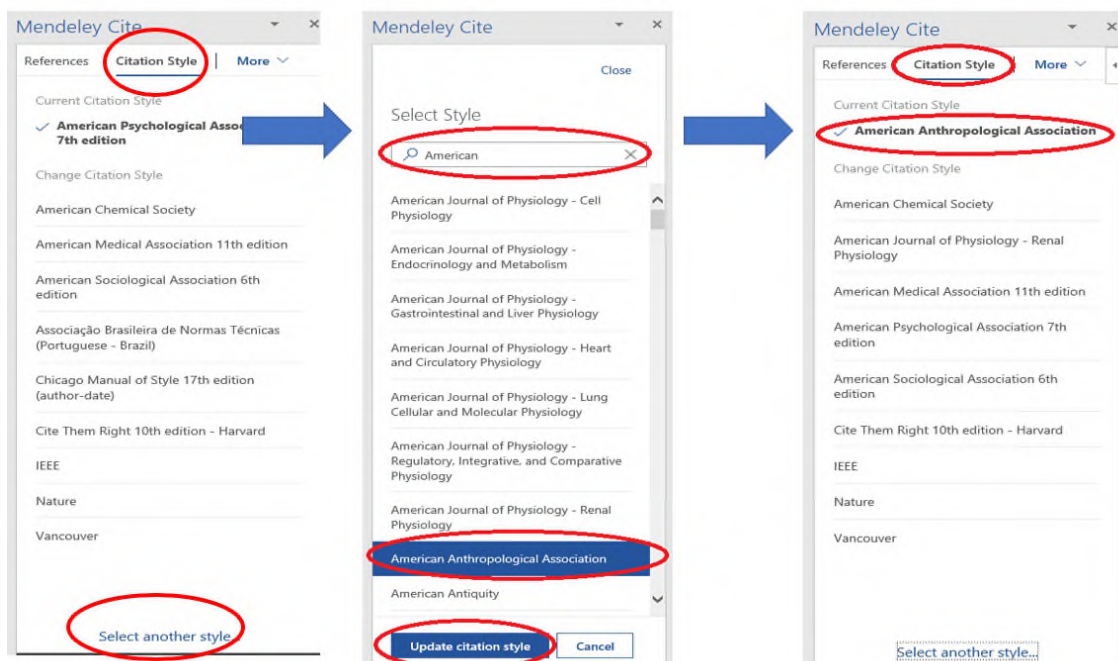 Mendeley Cite
References Citation Style More
Current Citation Style
American Psychological Asso
7th edition
Change Citation Style
American Chemical Society
American Medical Association 11th edition
American Sociological Association 6th
edition
Associação Brasileira de Normas Técnicas
(Portuguese - Brazil)
Chicago Manual of Style 17th edition
(author-date)
Cite Them Right 10th edition - Harvard
IEEE
Nature
Vancouver
Select another style...
Mendeley Cite
Close
Select Style
American
American Journal of Physiology - Cell
Physiology
American Journal of Physiology -
Endocrinology and Metabolism
American Journal of Physiology -
Gastrointestinal and Liver Physiology
American Journal of Physiology - Heart
and Circulatory Physiology
American Journal of Physiology - Lung
Cellular and Molecular Physiology
American Journal of Physiology -
Regulatory, Integrative, and Comparative
Physiology
American Journal of Physiology - Renal
Physiology
American Anthropological Association
American Antiquity
Update citation style Cancel
Mendeley Cite
References Citation Style More
Current Citation Style
American Anthropological Association
Change Citation Style
American Chemical Society
American Journal of Physiology - Renal
Physiology
American Medical Association 11th edition
American Psychological Association 7th
edition
American Sociological Association 6th
edition
Cite Them Right 10th edition - Harvard
IEEE
Nature
Vancouver
Select another style...